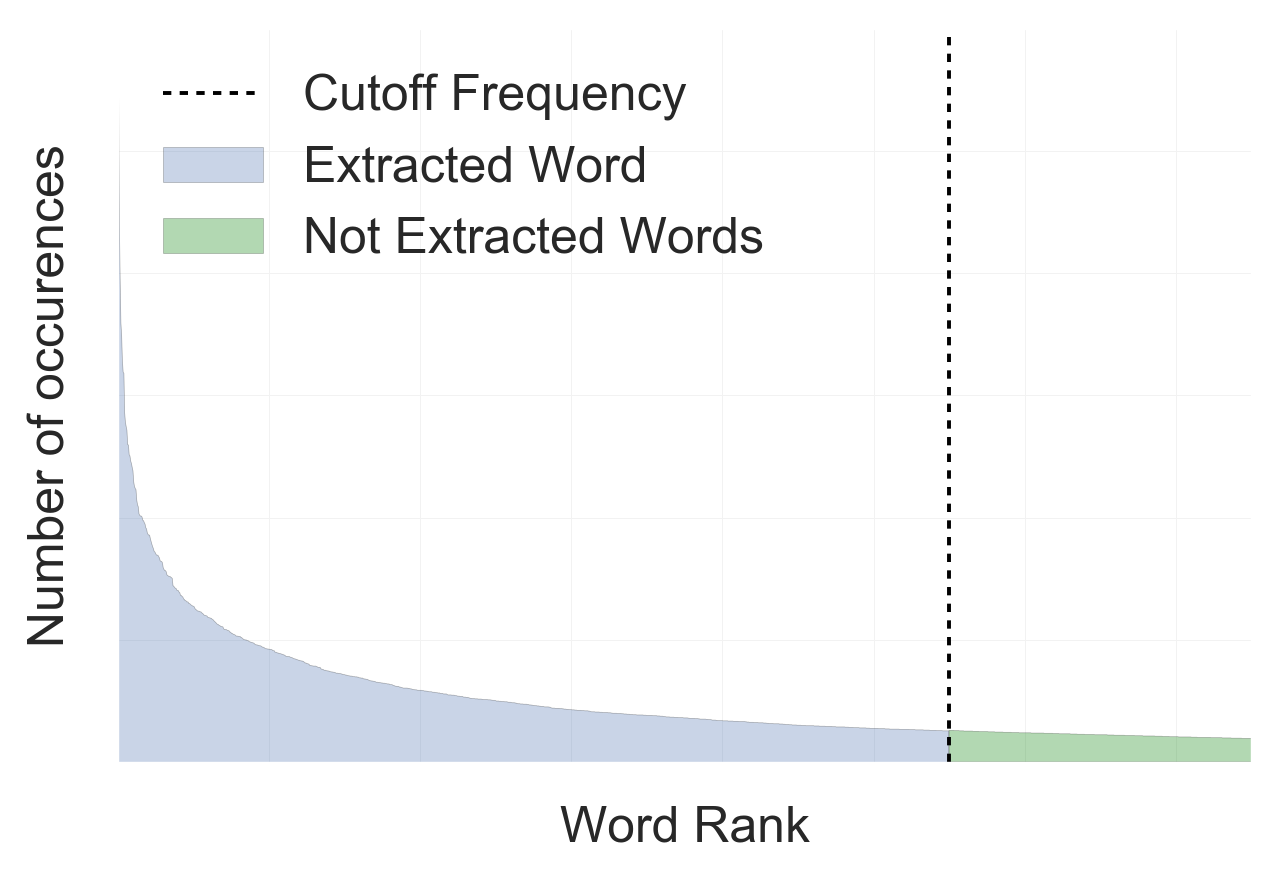 Cutoff Frequency
Extracted Word
Not Extracted Words
Number of occurences
Word Rank